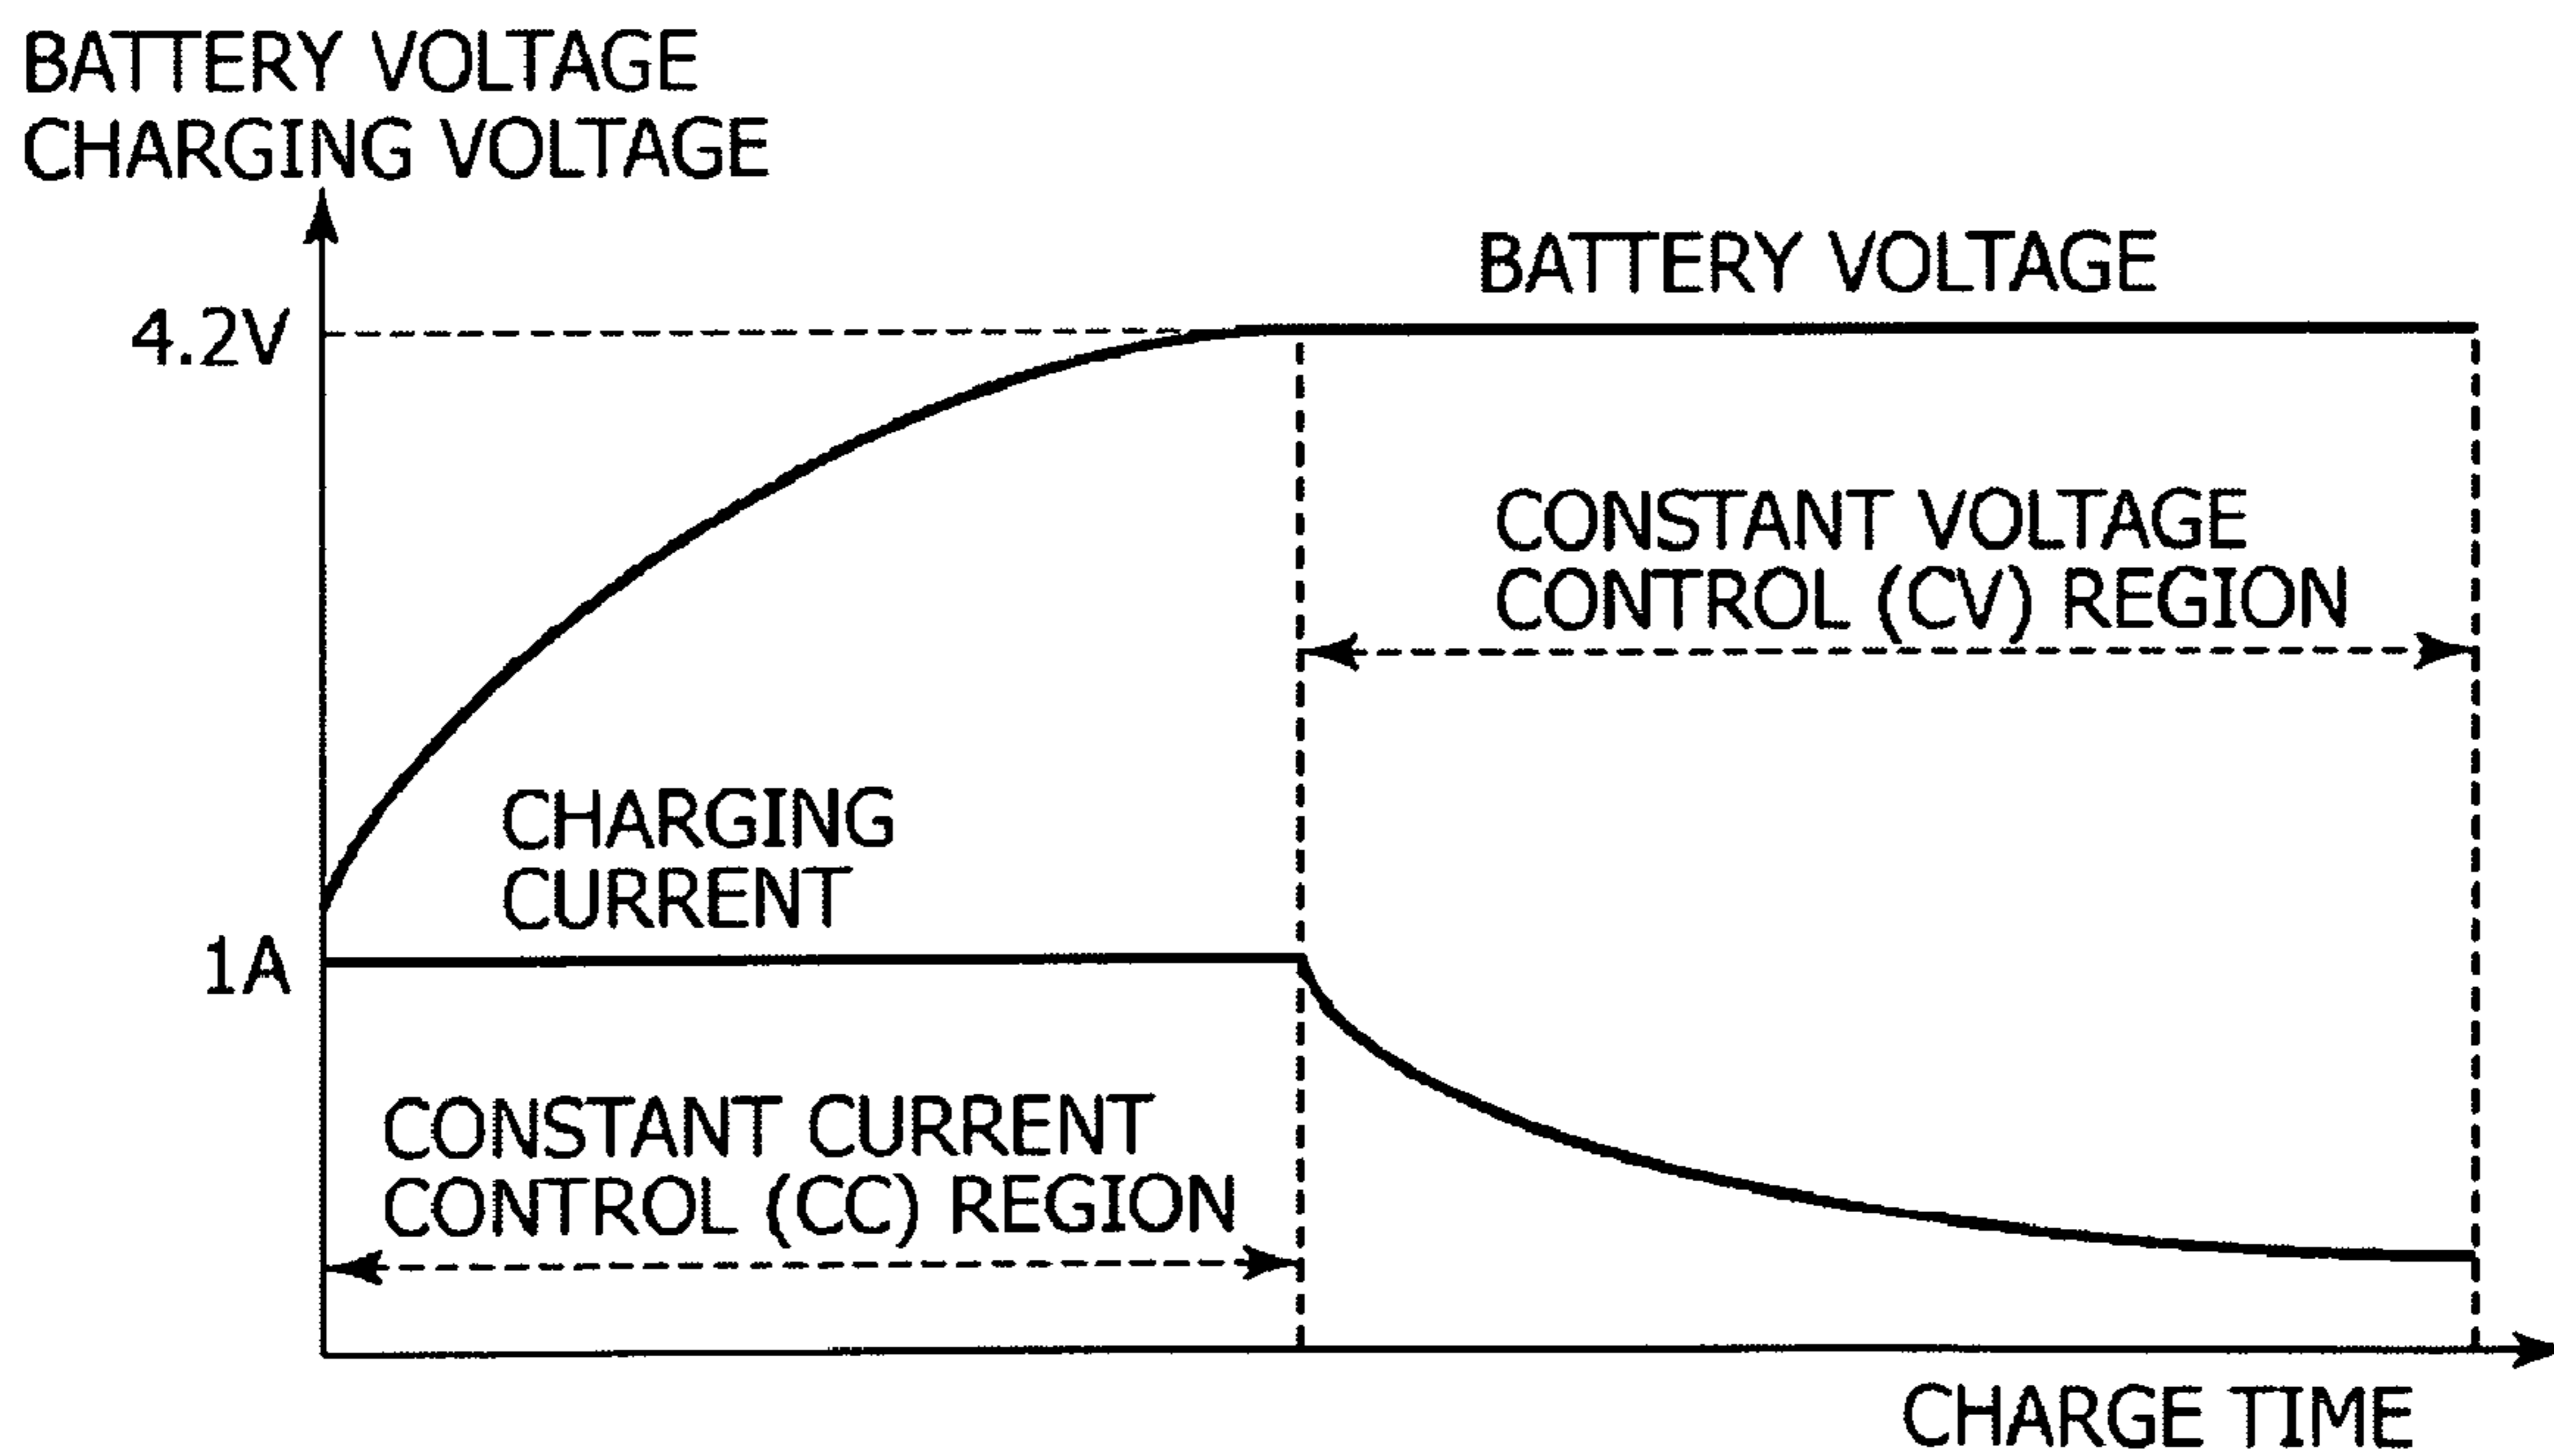 BATTERY VOLTAGE
CHARGING VOLTAGE
BATTERY VOLTAGE
4.2V
CONSTANT VOLTAGE
CONTROL (CV) REGION
CHARGING
CURRENT
1A
CONSTANT CURRENT
CONTROL (CC) REGION
CHARGE TIME